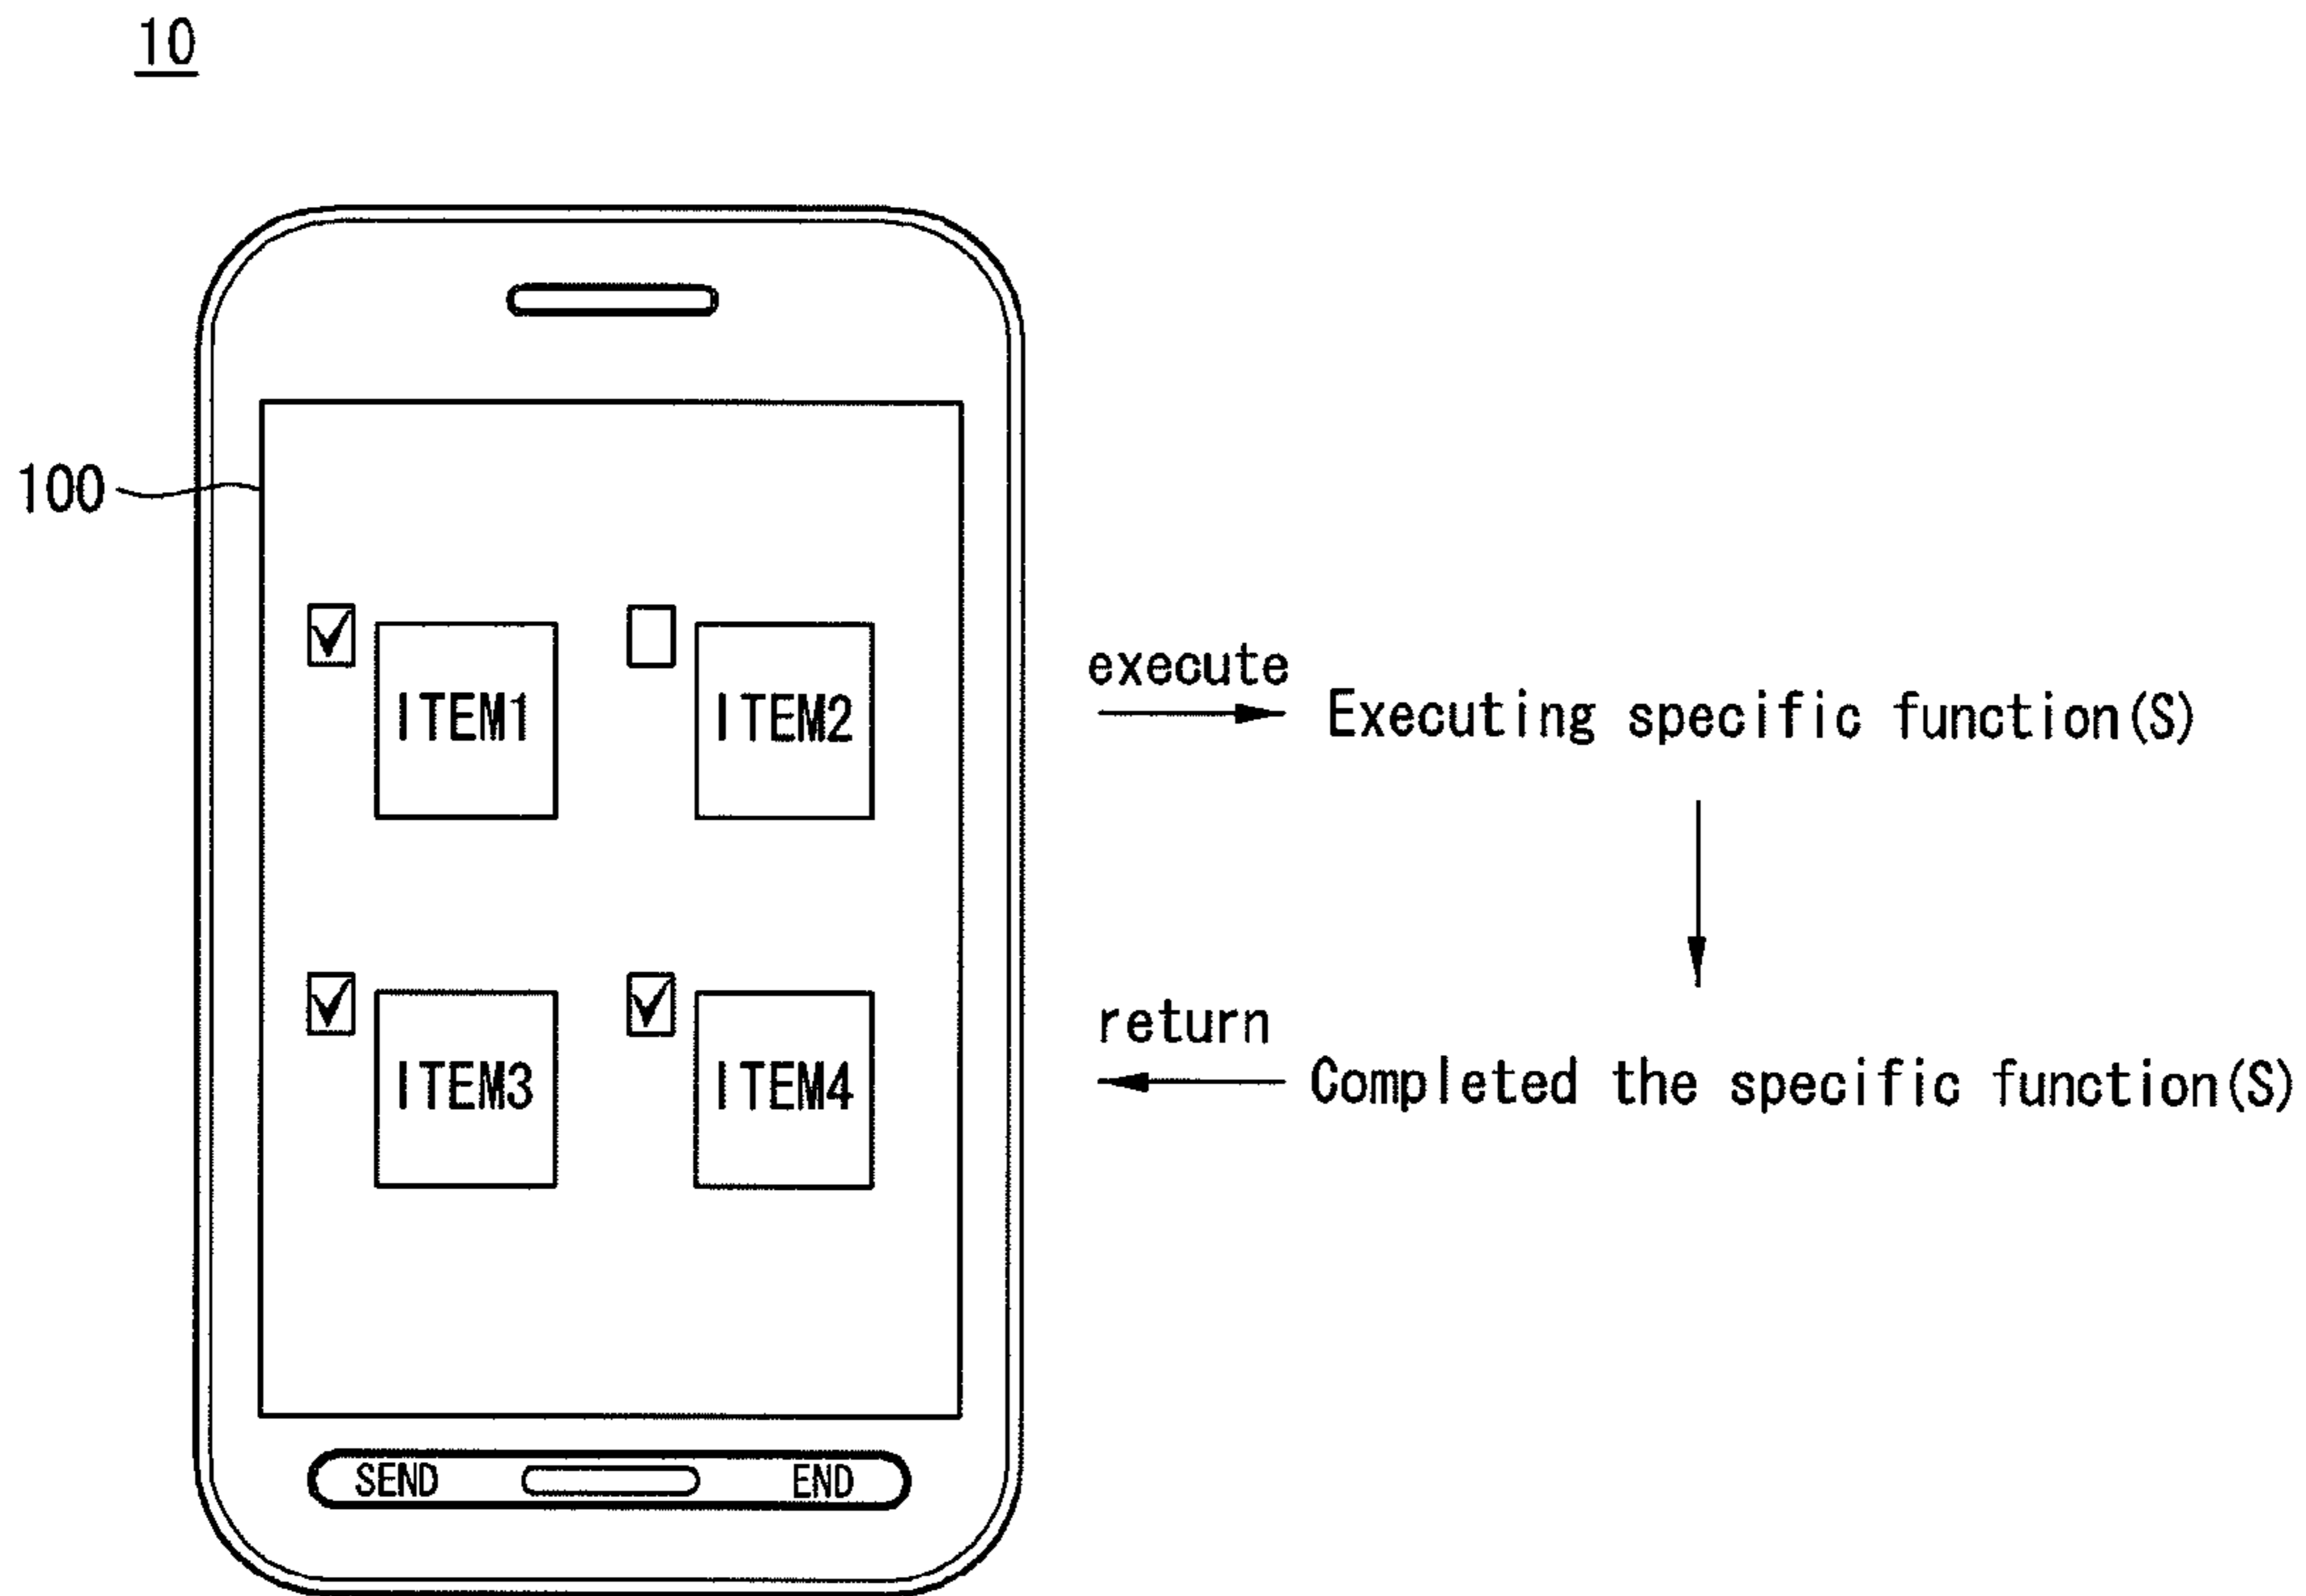 10
100
ITEM1 ITEM2
execute
Executing specific function(S)
ITEM3 ITEM4
return
Completed the specific function(S)
SEND END